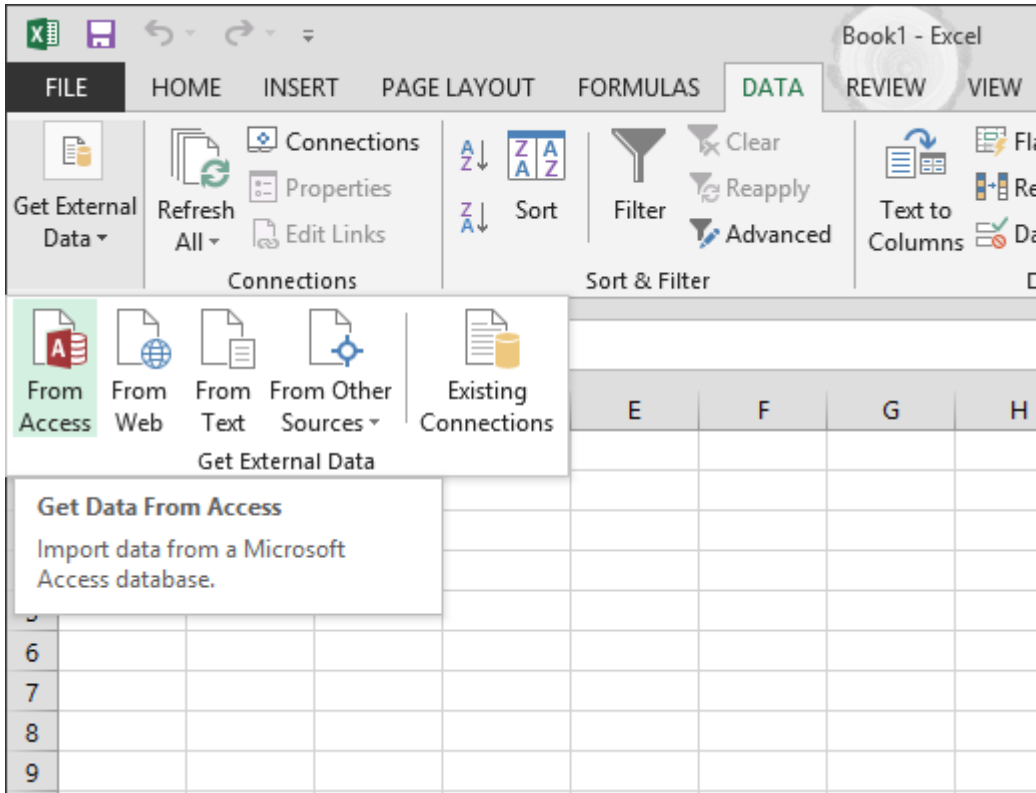 Book1 - Excel
FILE HOME INSERT PAGE LAYOUT FORMULAS DATA REVIEW VIEW
Get External
Data
Refresh
All
Connections
Properties
Edit Links
Connections
A
Z
Z
A
Z A
A Z
Sort
Filter
Clear
Reapply
Advanced
Sort & Filter
Text to
Columns
Fla
Re
Da
D
From
Access
From
Web
From
Text
From Other
Sources
Existing
Connections
Get External Data
Get Data From Access
Import data from a Microsoft
Access database.
E F G H
6
7
8
9